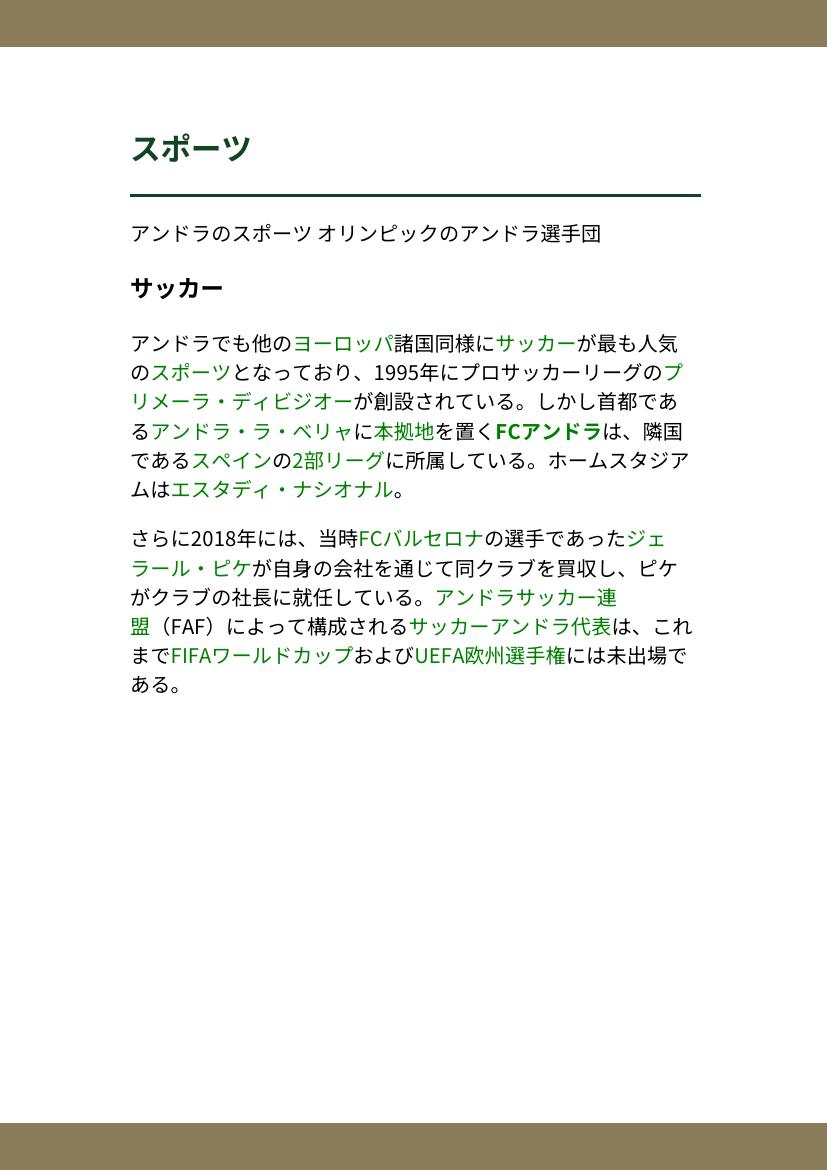 スポーツ
アンドラのスポーツ オリンピックのアンドラ選手団
サッカー
アンドラでも他のヨーロッパ諸国同様にサッカーが最も人気
のスポーツとなっており、1995年にプロサッカーリーグのプ
リメーラ・ディビジオーが創設されている。しかし首都であ
るアンドラ・ラ・ベリャに本拠地を置くFCアンドラは、隣国
であるスペインの2部リーグに所属している。ホームスタジア
ムはエスタディ・ナシオナル。
さらに2018年には、当時FCバルセロナの選手であったジェ
ラール・ピケが自身の会社を通じて同クラブを買収し、ピケ
がクラブの社長に就任している。アンドラサッカー連
盟（FAF）によって構成されるサッカーアンドラ代表は、これ
までFIFAワールドカップおよびUEFA欧州選手権には未出場で
ある。